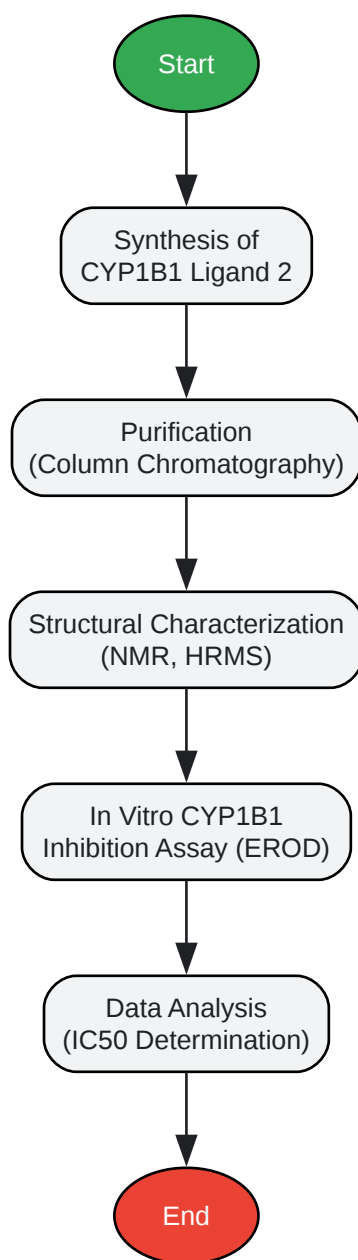 Start
Synthesis of
CYP1B1 Ligand 2
Purification
(Column Chromatography)
Structural Characterization
(NMR, HRMS)
In Vitro CYP1B1
Inhibition Assay (EROD)
Data Analysis
(IC50 Determination)
End